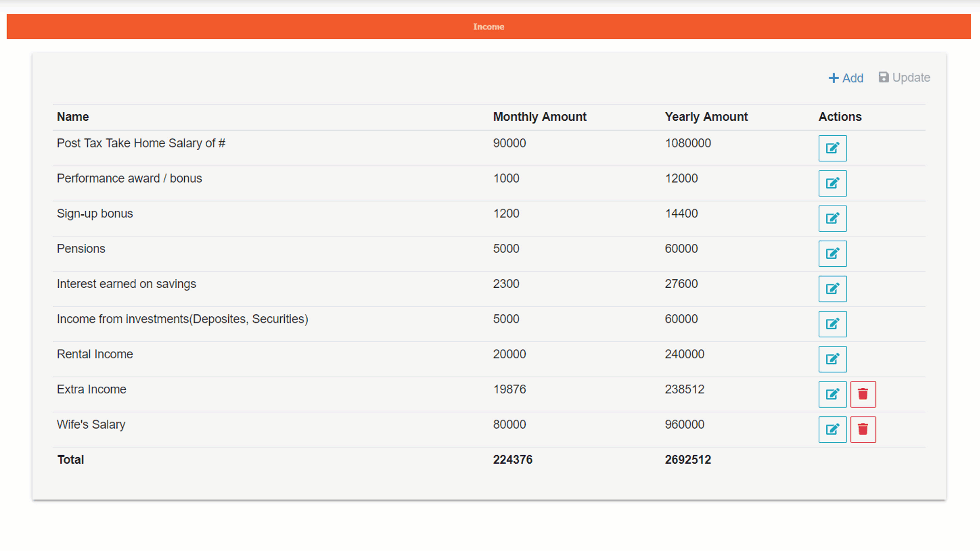 Income
Add Update
Name Monthly Amount Yearly Amount Actions
Post Tax Take Home Salary of # 90000 1080000
Performance award / bonus 1000 12000
Sign-up bonus 1200 14400
Pensions 5000 60000
Interest earned on savings 2300 27600
Income from investments(Deposites, Securities) 5000 60000
Rental Income 20000 240000
Extra Income 19876 238512
Wife's Salary 80000 960000
Total 224376 2692512